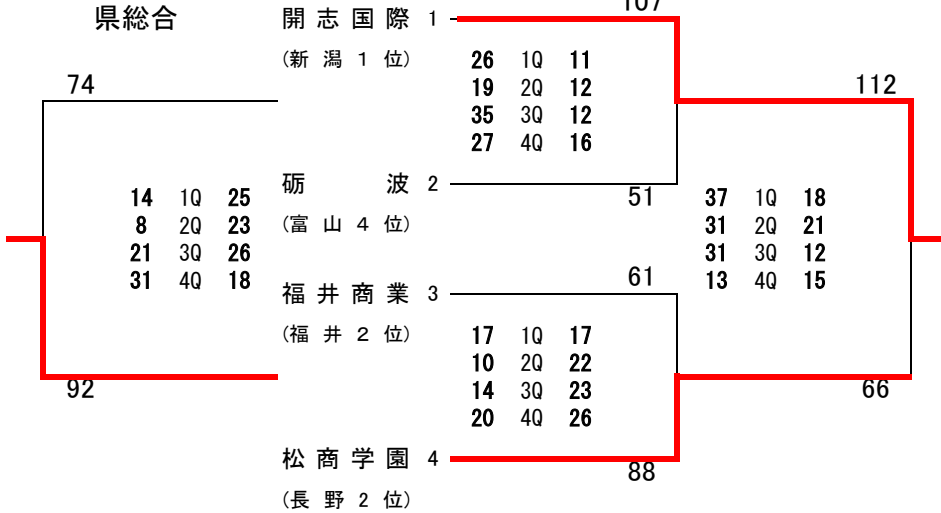 県総合
74
14 1Q 25
8 2Q 23
21 3Q 26
31 4Q 18
92
開志国際 1
(新潟1位)
107
26 1Q 11
19 2Q 12
35 3Q 12
27 4Q 16
砺波 2
(富山4位)
51
112
37 1Q 18
31 2Q 21
31 3Q 12
13 4Q 15
66
福井商業 3
(福井2位)
61
17 1Q 17
10 2Q 22
14 3Q 23
20 4Q 26
松商学園 4
(長野2位)
88